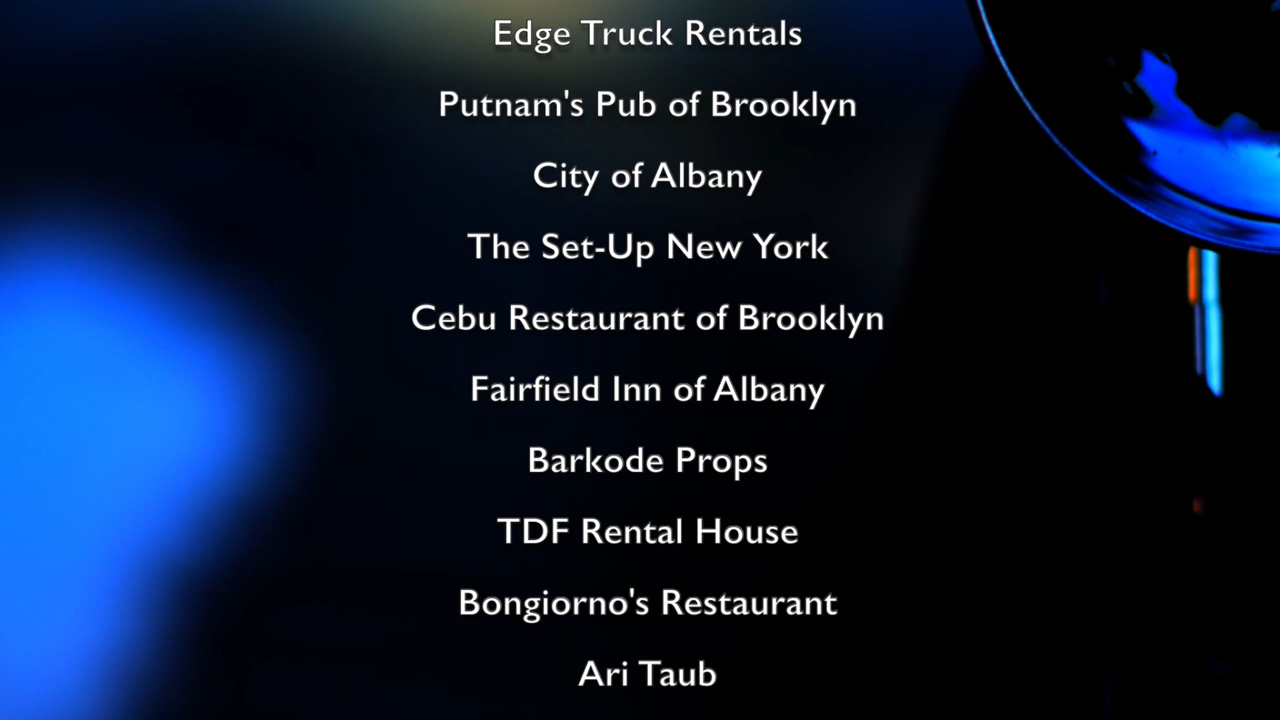 Edge Truck Rentals
Putnam's Pub of Brooklyn
City of Albany
The Set-Up New York
Cebu Restaurant of Brooklyn
Fairfield Inn of Albany
Barkode Props
TDF Rental House
Bongiorno's Restaurant
Ari Taub